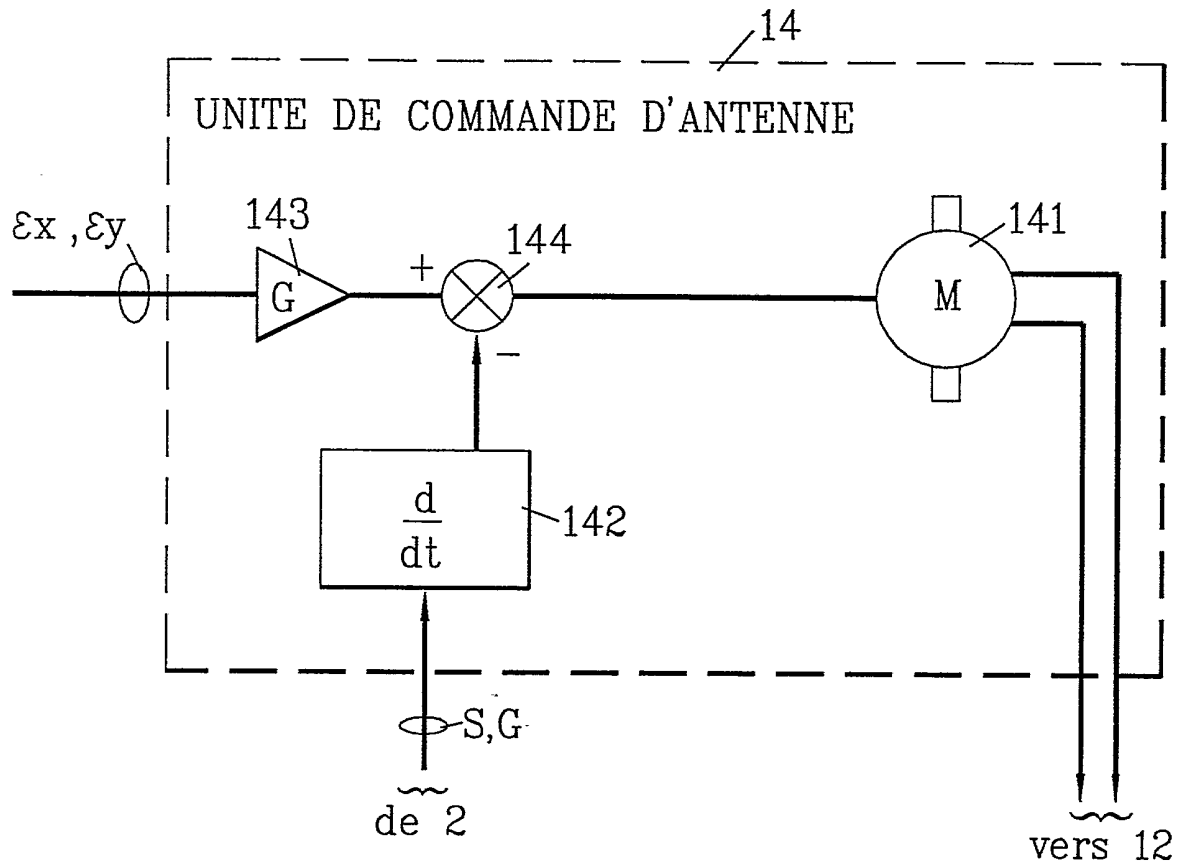 14
UNITE DE COMMANDE D'ANTENNE
εx , εy
143
G
+
144
141
M
−
d
dt
142
S,G
de 2
vers 12